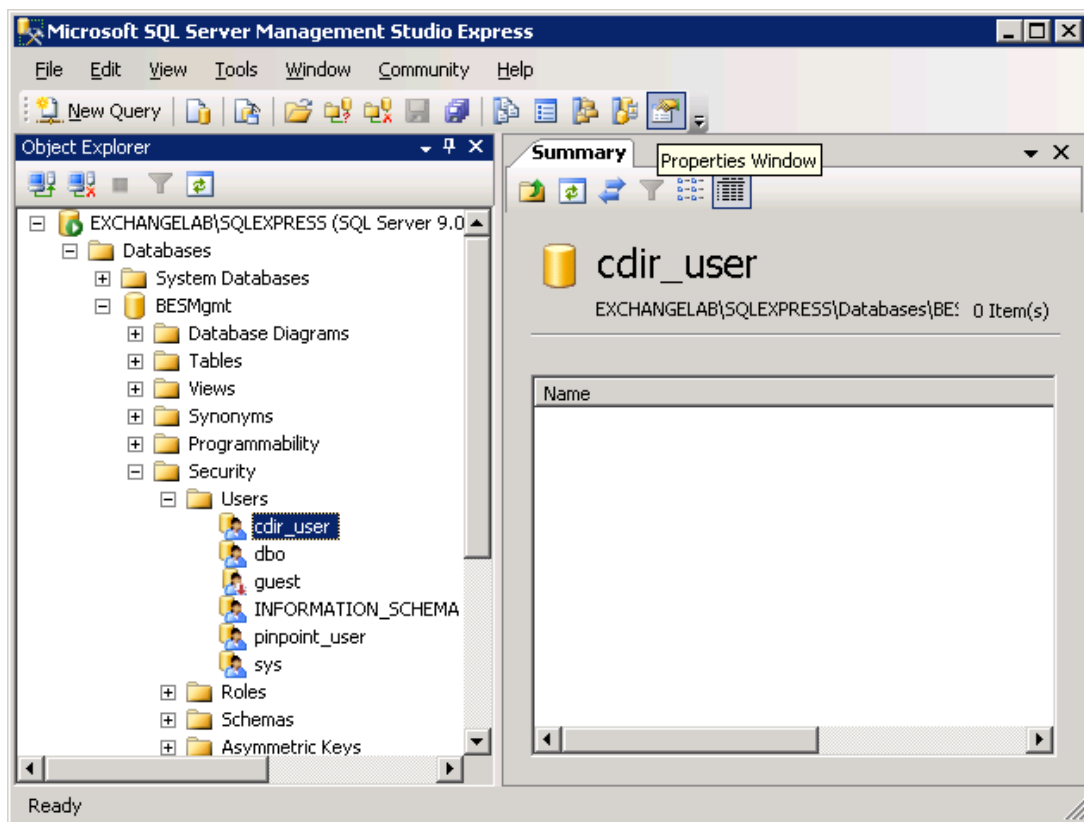 Microsoft SQL Server Management Studio Express
File Edit View Tools Window Community Help
New Query
Object Explorer
Summary
Properties Window
EXCHANGELAB\SQLEXPRESS (SQL Server 9.0
Databases
System Databases
BESMgmt
Database Diagrams
Tables
Views
Synonyms
Programmability
Security
Users
cdir_user
dbo
guest
INFORMATION_SCHEMA
pinpoint_user
sys
Roles
Schemas
Asymmetric Keys
cdir_user
EXCHANGELAB\SQLEXPRESS\Databases\BES 0 Item(s)
Name
Ready